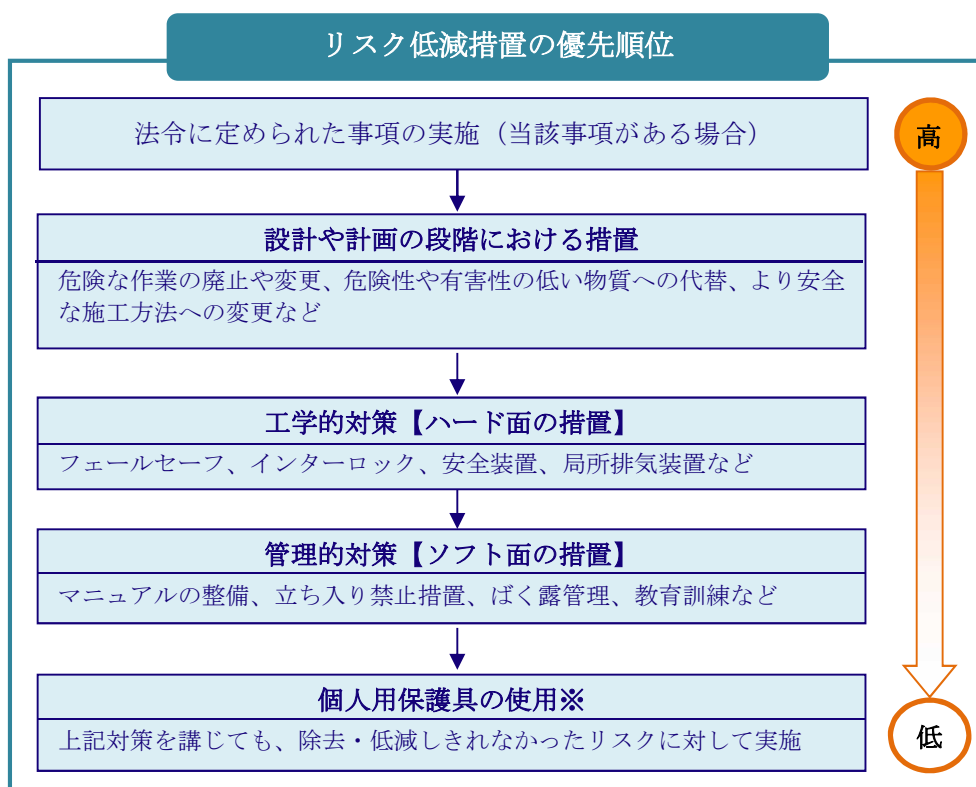 リスク低減措置の優先順位
法令に定められた事項の実施（当該事項がある場合）
高
設計や計画の段階における措置
危険な作業の廃止や変更、危険性や有害性の低い物質への代替、より安全
な施工方法への変更など
工学的対策【ハード面の措置】
フェールセーフ、インターロック、安全装置、局所排気装置など
管理的対策【ソフト面の措置】
マニュアルの整備、立ち入り禁止措置、ばく露管理、教育訓練など
個人用保護具の使用※
上記対策を講じても、除去・低減しきれなかったリスクに対して実施
低